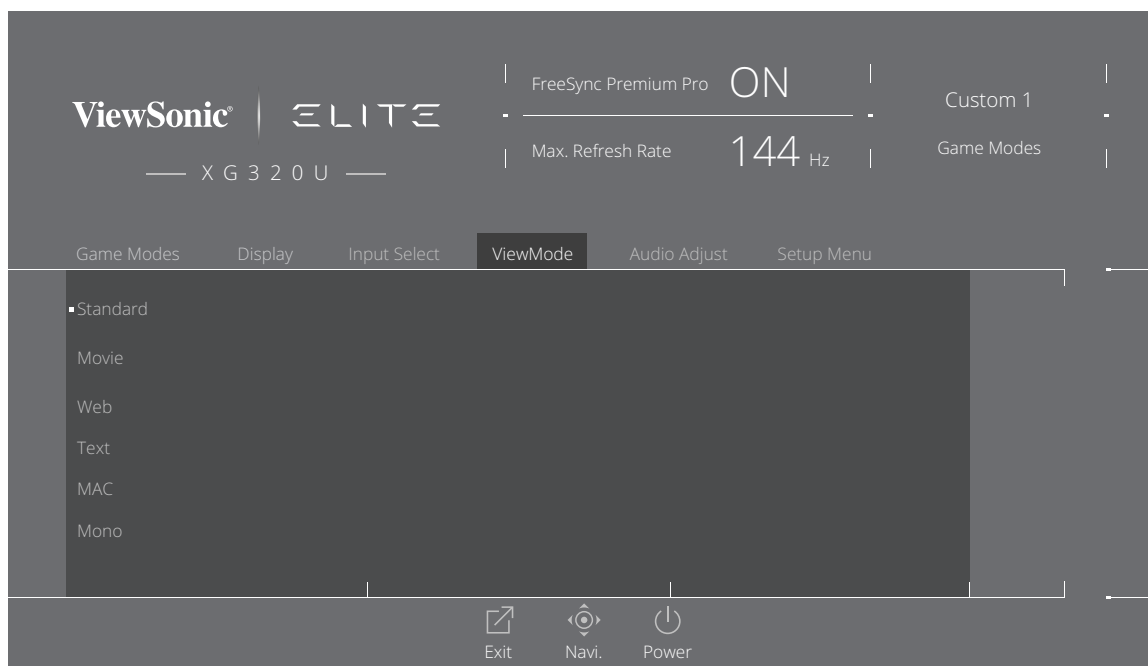 ViewSonic® ELITE
XG320U
FreeSync Premium Pro ON
Max. Refresh Rate 144 Hz
Custom 1
Game Modes
Game Modes Display Input Select ViewMode Audio Adjust Setup Menu
Standard
Movie
Web
Text
MAC
Mono
Exit Navi. Power